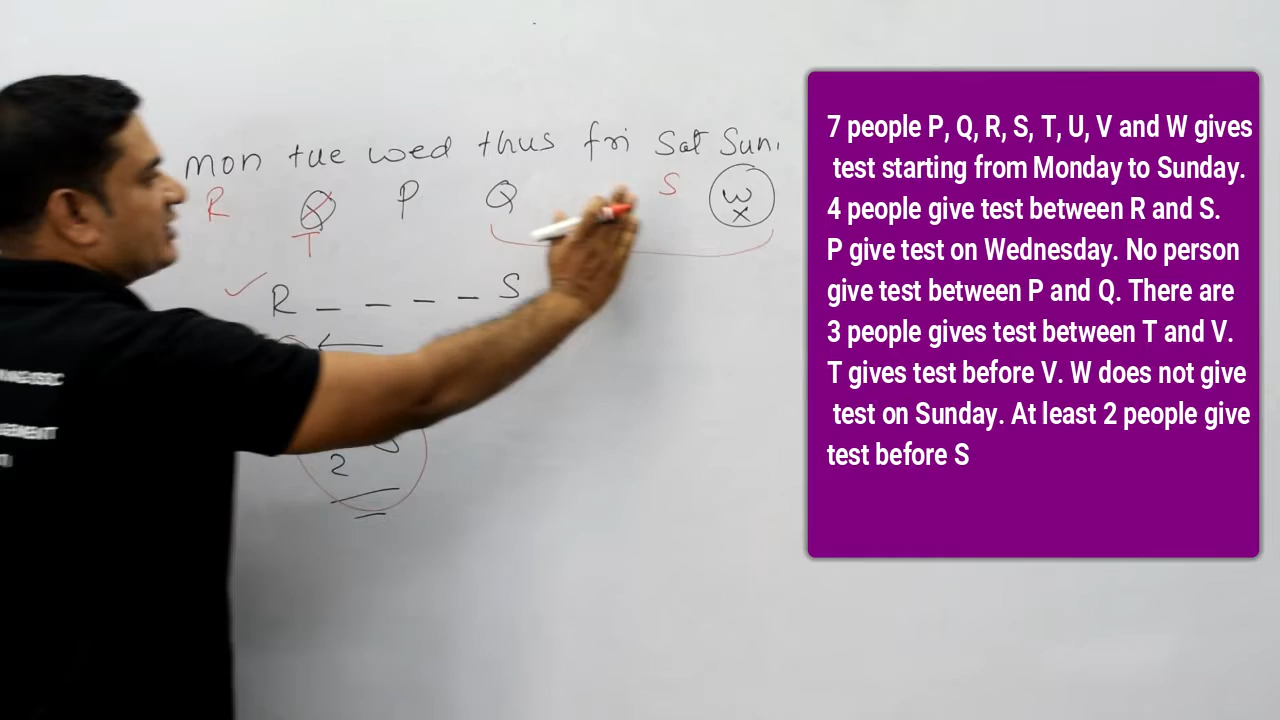 mon tue wed thus fri Sat Sun.
R Q P Q S W
T x
R _ _ _ _ S
2
7 people P, Q, R, S, T, U, V and W gives
test starting from Monday to Sunday.
4 people give test between R and S.
P give test on Wednesday. No person
give test between P and Q. There are
3 people gives test between T and V.
T gives test before V. W does not give
test on Sunday. At least 2 people give
test before S